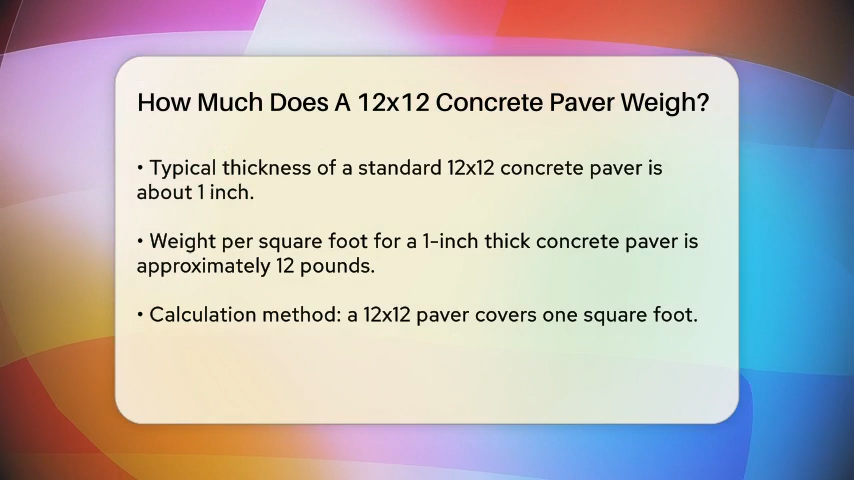 How Much Does A 12x12 Concrete Paver Weigh?
• Typical thickness of a standard 12x12 concrete paver is
about 1 inch.
• Weight per square foot for a 1-inch thick concrete paver is
approximately 12 pounds.
• Calculation method: a 12x12 paver covers one square foot.